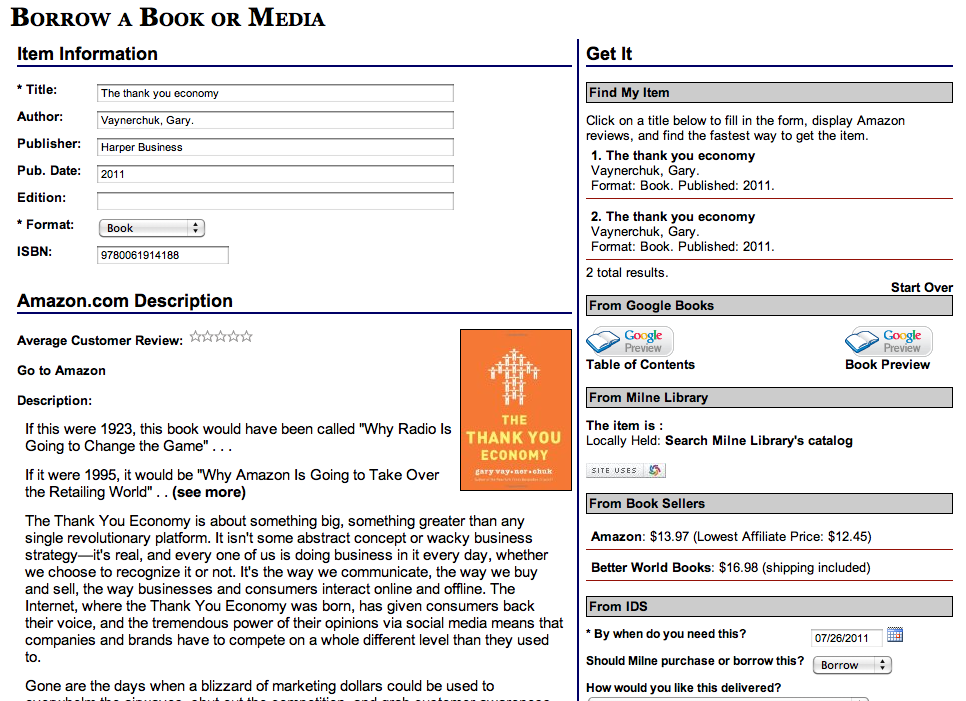 Borrow a Book or Media
Item Information
* Title:
The thank you economy
Author:
Vaynerchuk, Gary.
Publisher:
Harper Business
Pub. Date:
2011
Edition:
* Format:
Book
ISBN:
9780061914188
Amazon.com Description
Average Customer Review:
Go to Amazon
Description:
If this were 1923, this book would have been called "Why Radio Is
Going to Change the Game" . . .
If it were 1995, it would be "Why Amazon Is Going to Take Over
the Retailing World" . . (see more)
THE
THANK YOU
ECONOMY
gary vay•ner•chuk
The Thank You Economy is about something big, something greater than any
single revolutionary platform. It isn't some abstract concept or wacky business
strategy—it's real, and every one of us is doing business in it every day, whether
we choose to recognize it or not. It's the way we communicate, the way we buy
and sell, the way businesses and consumers interact online and offline. The
Internet, where the Thank You Economy was born, has given consumers back
their voice, and the tremendous power of their opinions via social media means that
companies and brands have to compete on a whole different level than they used
to.
Gone are the days when a blizzard of marketing dollars could be used to
overwhelm the airwaves, shut out the competition, and grab customer awareness
Get It
Find My Item
Click on a title below to fill in the form, display Amazon
reviews, and find the fastest way to get the item.
1. The thank you economy
Vaynerchuk, Gary.
Format: Book. Published: 2011.
2. The thank you economy
Vaynerchuk, Gary.
Format: Book. Published: 2011.
2 total results.
Start Over
From Google Books
Google
Preview
Table of Contents
Google
Preview
Book Preview
From Milne Library
The item is :
Locally Held: Search Milne Library's catalog
SITE USES
From Book Sellers
Amazon: $13.97 (Lowest Affiliate Price: $12.45)
Better World Books: $16.98 (shipping included)
From IDS
* By when do you need this?
07/26/2011
Should Milne purchase or borrow this?
Borrow
How would you like this delivered?